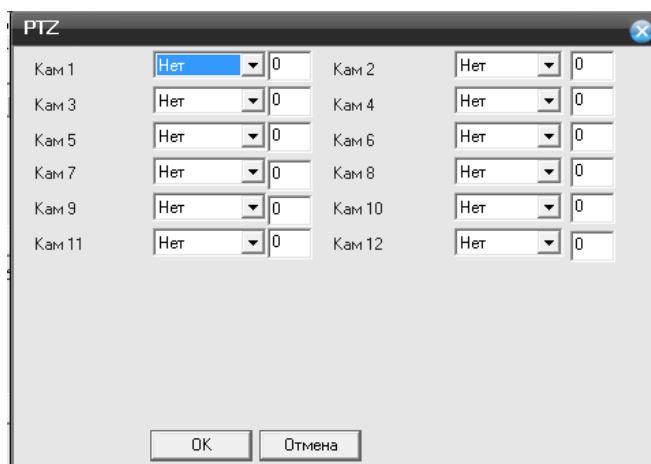 PTZ
Кам 1 Нет 0 Кам 2 Нет 0
Кам 3 Нет 0 Кам 4 Нет 0
Кам 5 Нет 0 Кам 6 Нет 0
Кам 7 Нет 0 Кам 8 Нет 0
Кам 9 Нет 0 Кам 10 Нет 0
Кам 11 Нет 0 Кам 12 Нет 0
OK Отмена